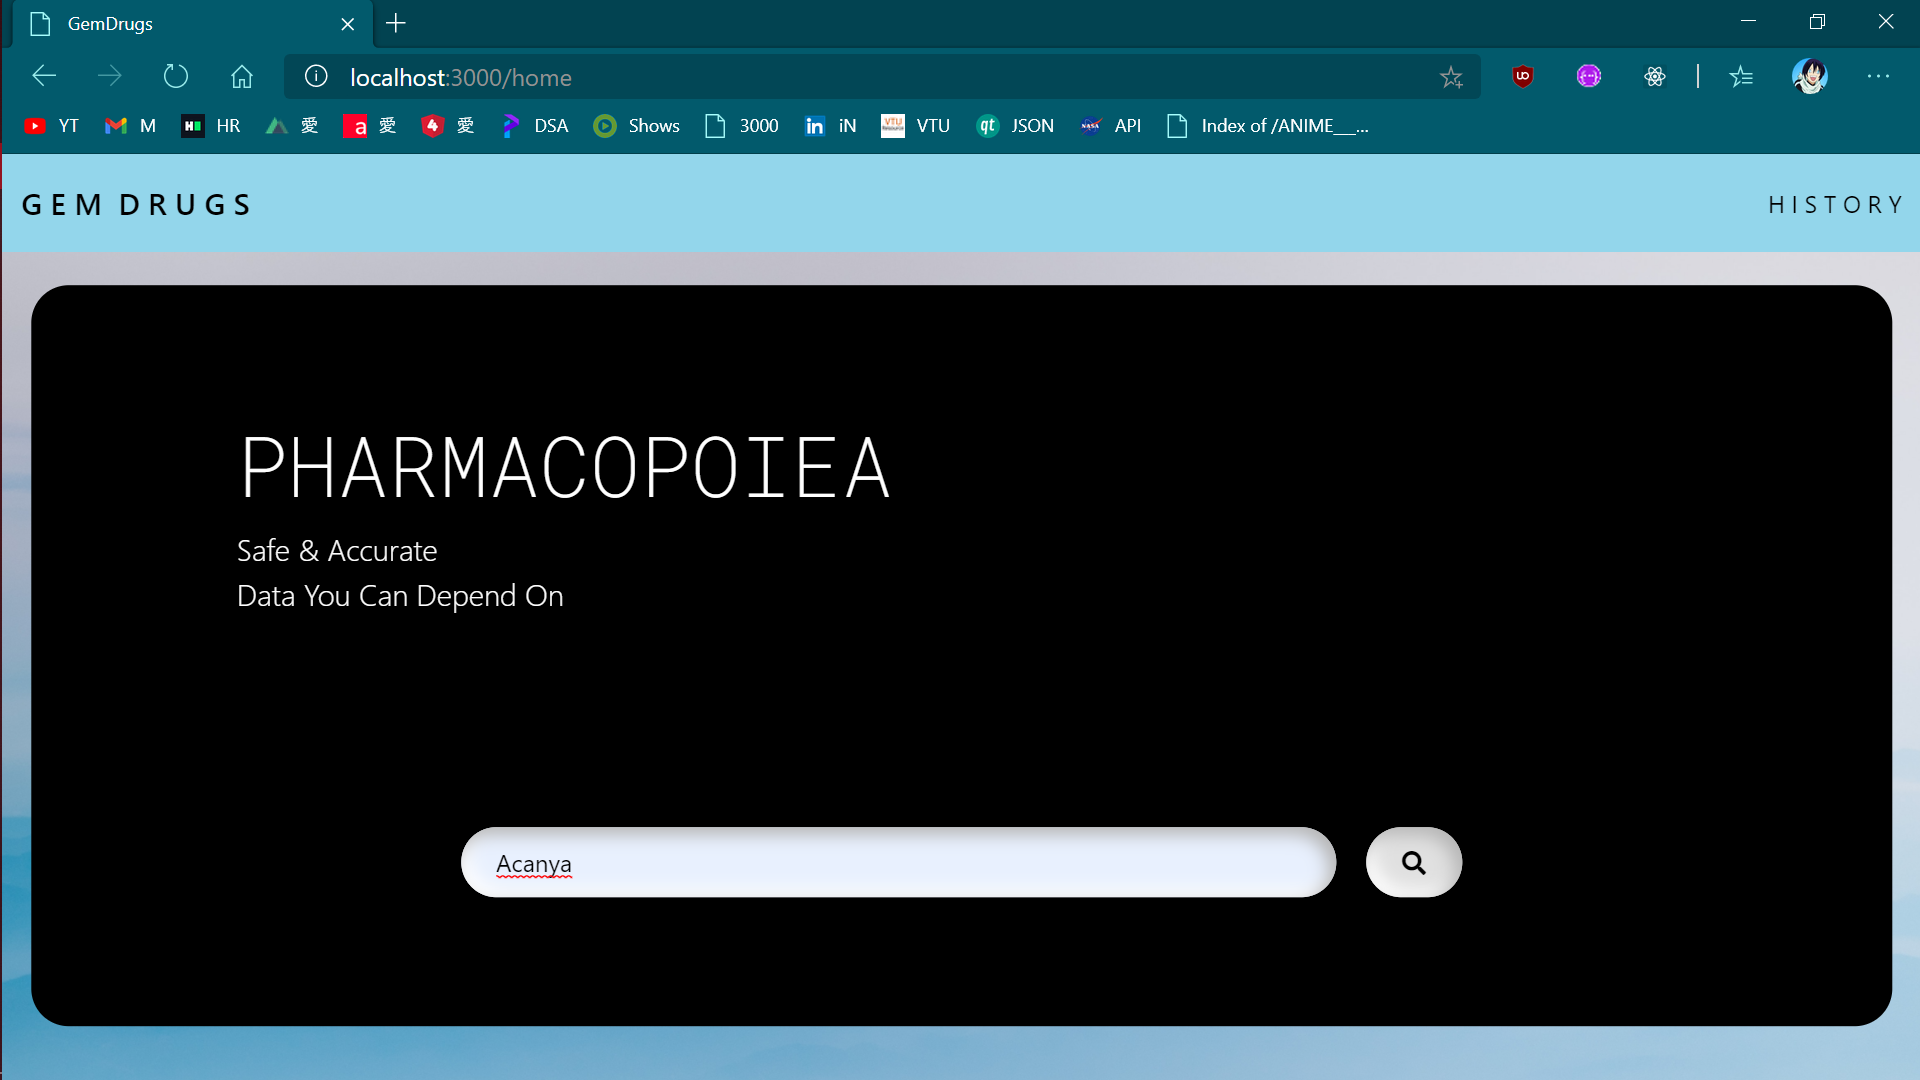 GemDrugs
localhost:3000/home
YT M HR 愛 愛 愛 DSA Shows 3000 iN VTU JSON API Index of /ANIME___...
GEM DRUGS
HISTORY
PHARMACOPOIEA
Safe & Accurate
Data You Can Depend On
Acanya